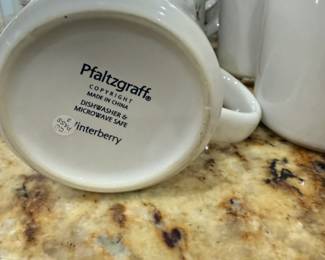 Pfaltzgraff®
COPYRIGHT
MADE IN CHINA
DISHWASHER &
MICROWAVE SAFE
interberry